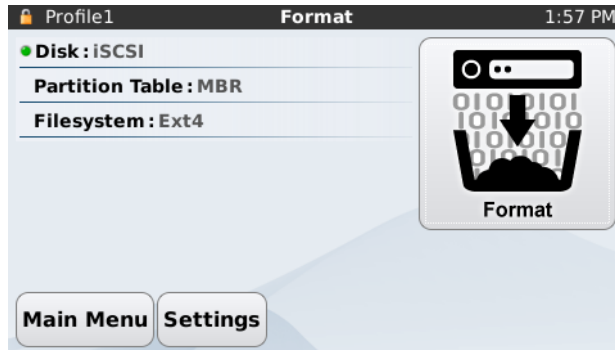 Profile1 Format 1:57 PM
Disk : iSCSI
Partition Table : MBR
Filesystem : Ext4
Format
Main Menu Settings